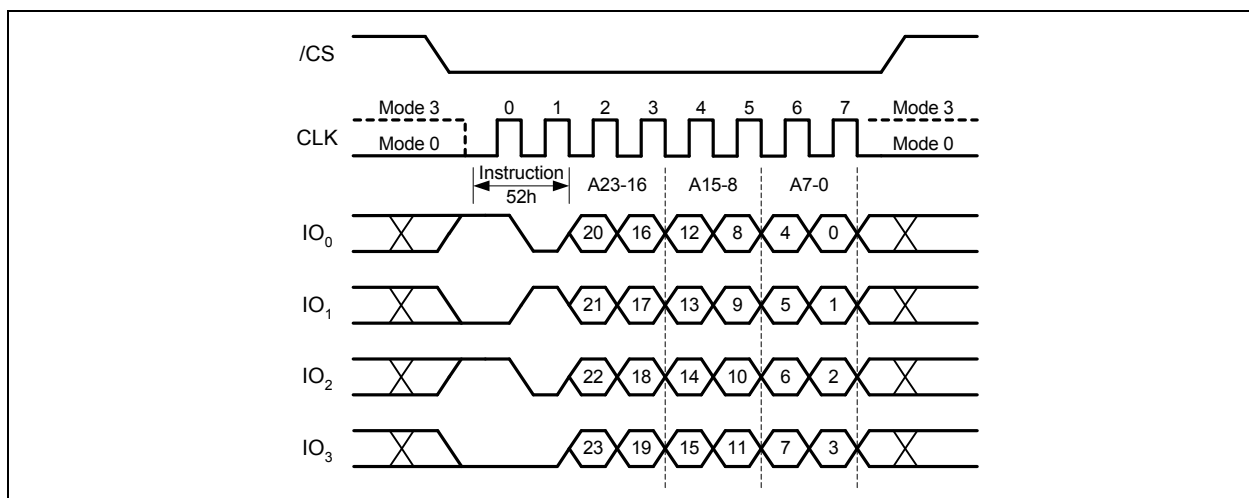 /CS
Mode 3 0 1 2 3 4 5 6 7 Mode 3
CLK
Mode 0 Mode 0
Instruction
52h
A23-16 A15-8 A7-0
IO0 20 16 12 8 4 0
IO1 21 17 13 9 5 1
IO2 22 18 14 10 6 2
IO3 23 19 15 11 7 3